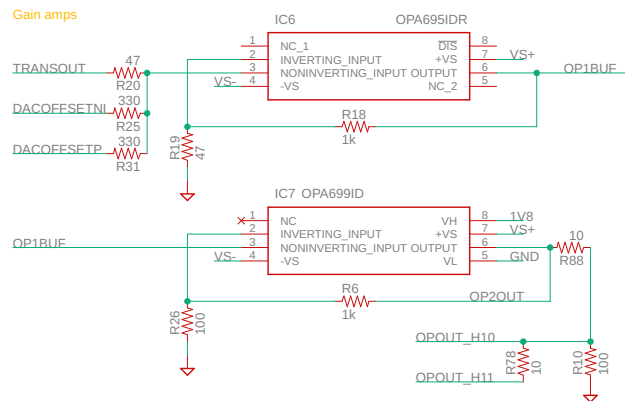 Gain amps
IC6 OPA695IDR
1 NC_1 DIS 8
2 INVERTING_INPUT +VS 7 VS+
3 NONINVERTING_INPUT OUTPUT 6 OP1BUF
VS- 4 -VS NC_2 5
TRANSOUT 47 R20
DACOFFSETNI 330 R25
DACOFFSETP 330 R31
R19 47
R18 1k
IC7 OPA699ID
1 NC VH 8 1V8
2 INVERTING_INPUT +VS 7 VS+
OP1BUF 3 NONINVERTING_INPUT OUTPUT 6
VS- 4 -VS VL 5 GND
10 R88
R26 100
R6 1k
OP2OUT
OPOUT_H10
R78 10
R10 100
OPOUT_H11